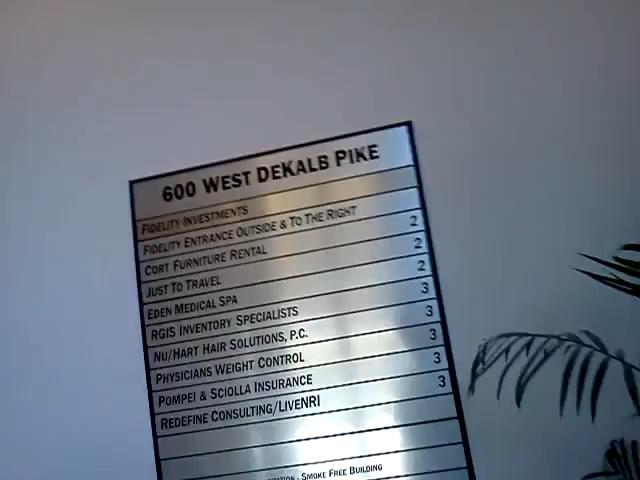 600 WEST DEKALB PIKE
FIDELITY INVESTMENTS
FIDELITY ENTRANCE OUTSIDE & TO THE RIGHT
CORT FURNITURE RENTAL 2
JUST TO TRAVEL 2
EDEN MEDICAL SPA 2
RGIS INVENTORY SPECIALISTS 3
NU/HART HAIR SOLUTIONS, P.C. 3
PHYSICIANS WEIGHT CONTROL 3
POMPEI & SCIOLLA INSURANCE 3
REDEFINE CONSULTING/LIVENRI 3
- SMOKE FREE BUILDING